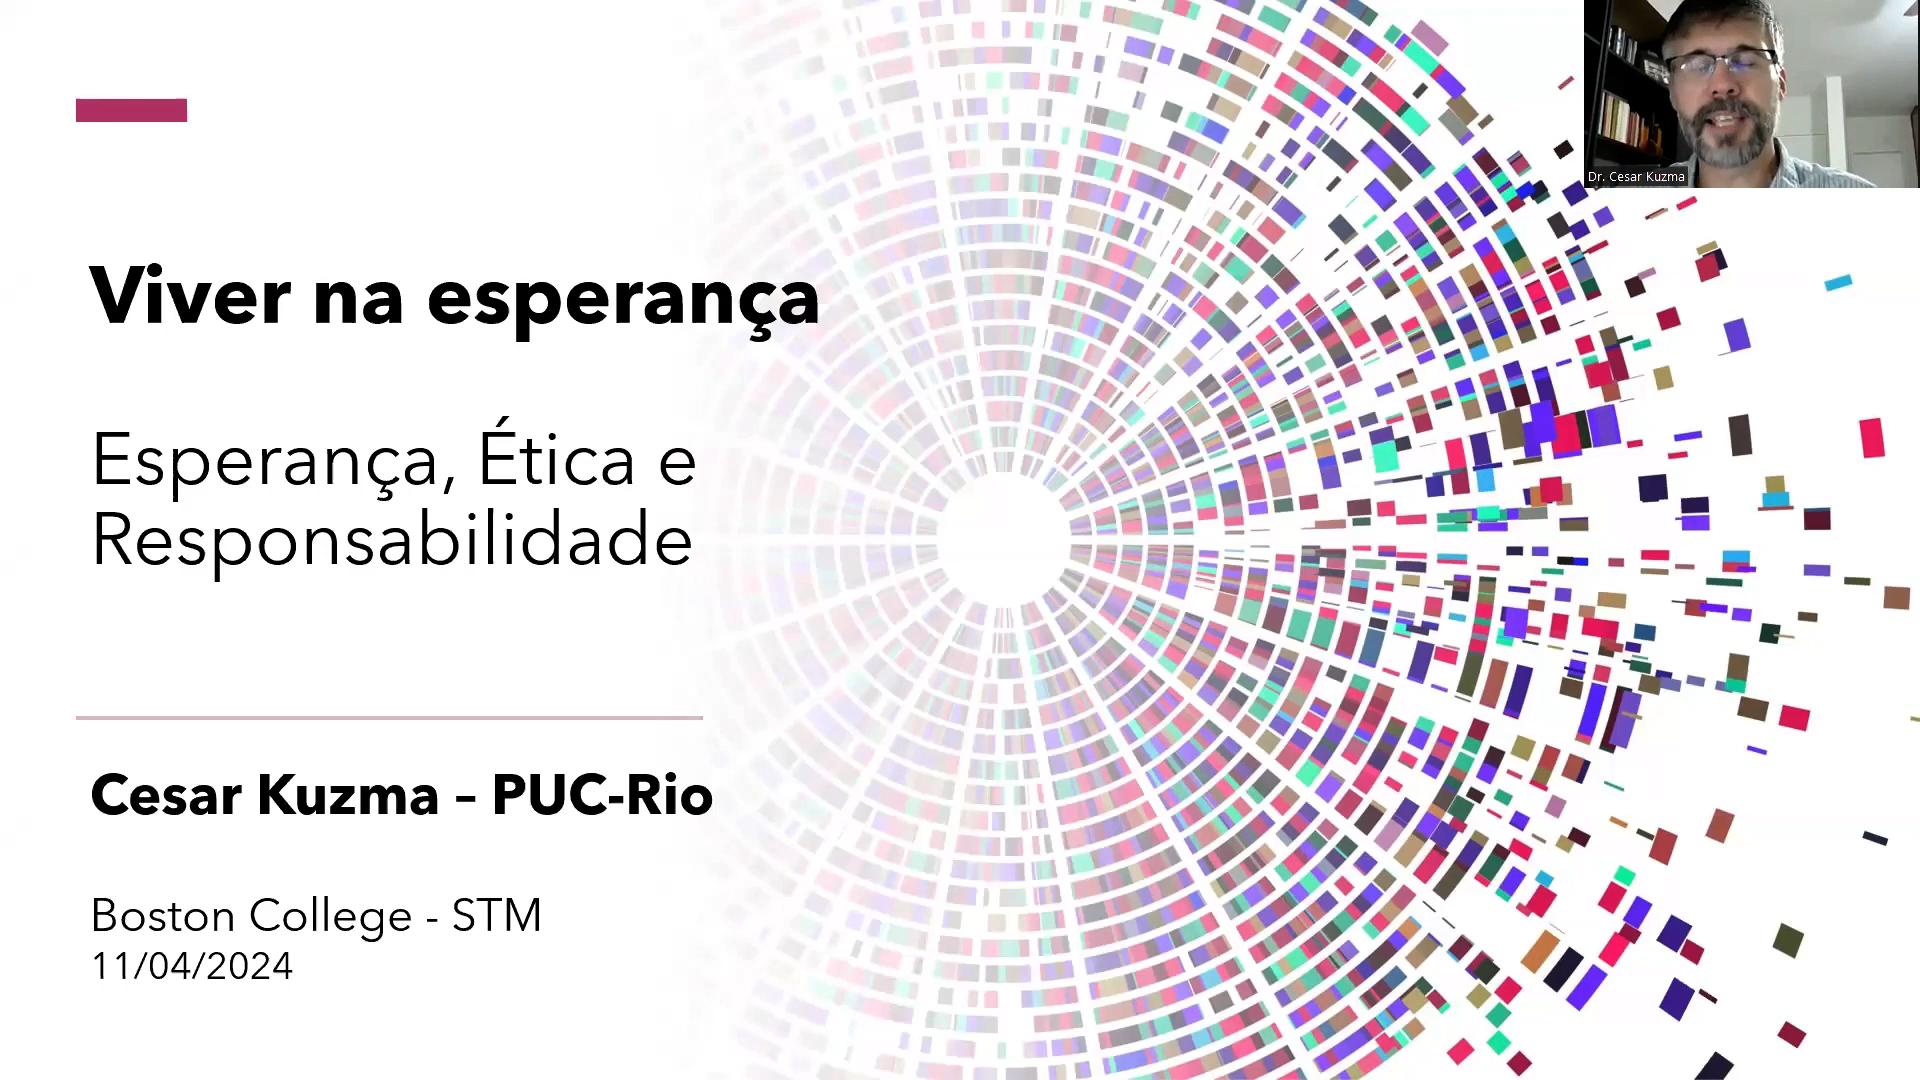 Dr. Cesar Kuzma
Viver na esperança
Esperança, Ética e
Responsabilidade
Cesar Kuzma – PUC-Rio
Boston College - STM
11/04/2024